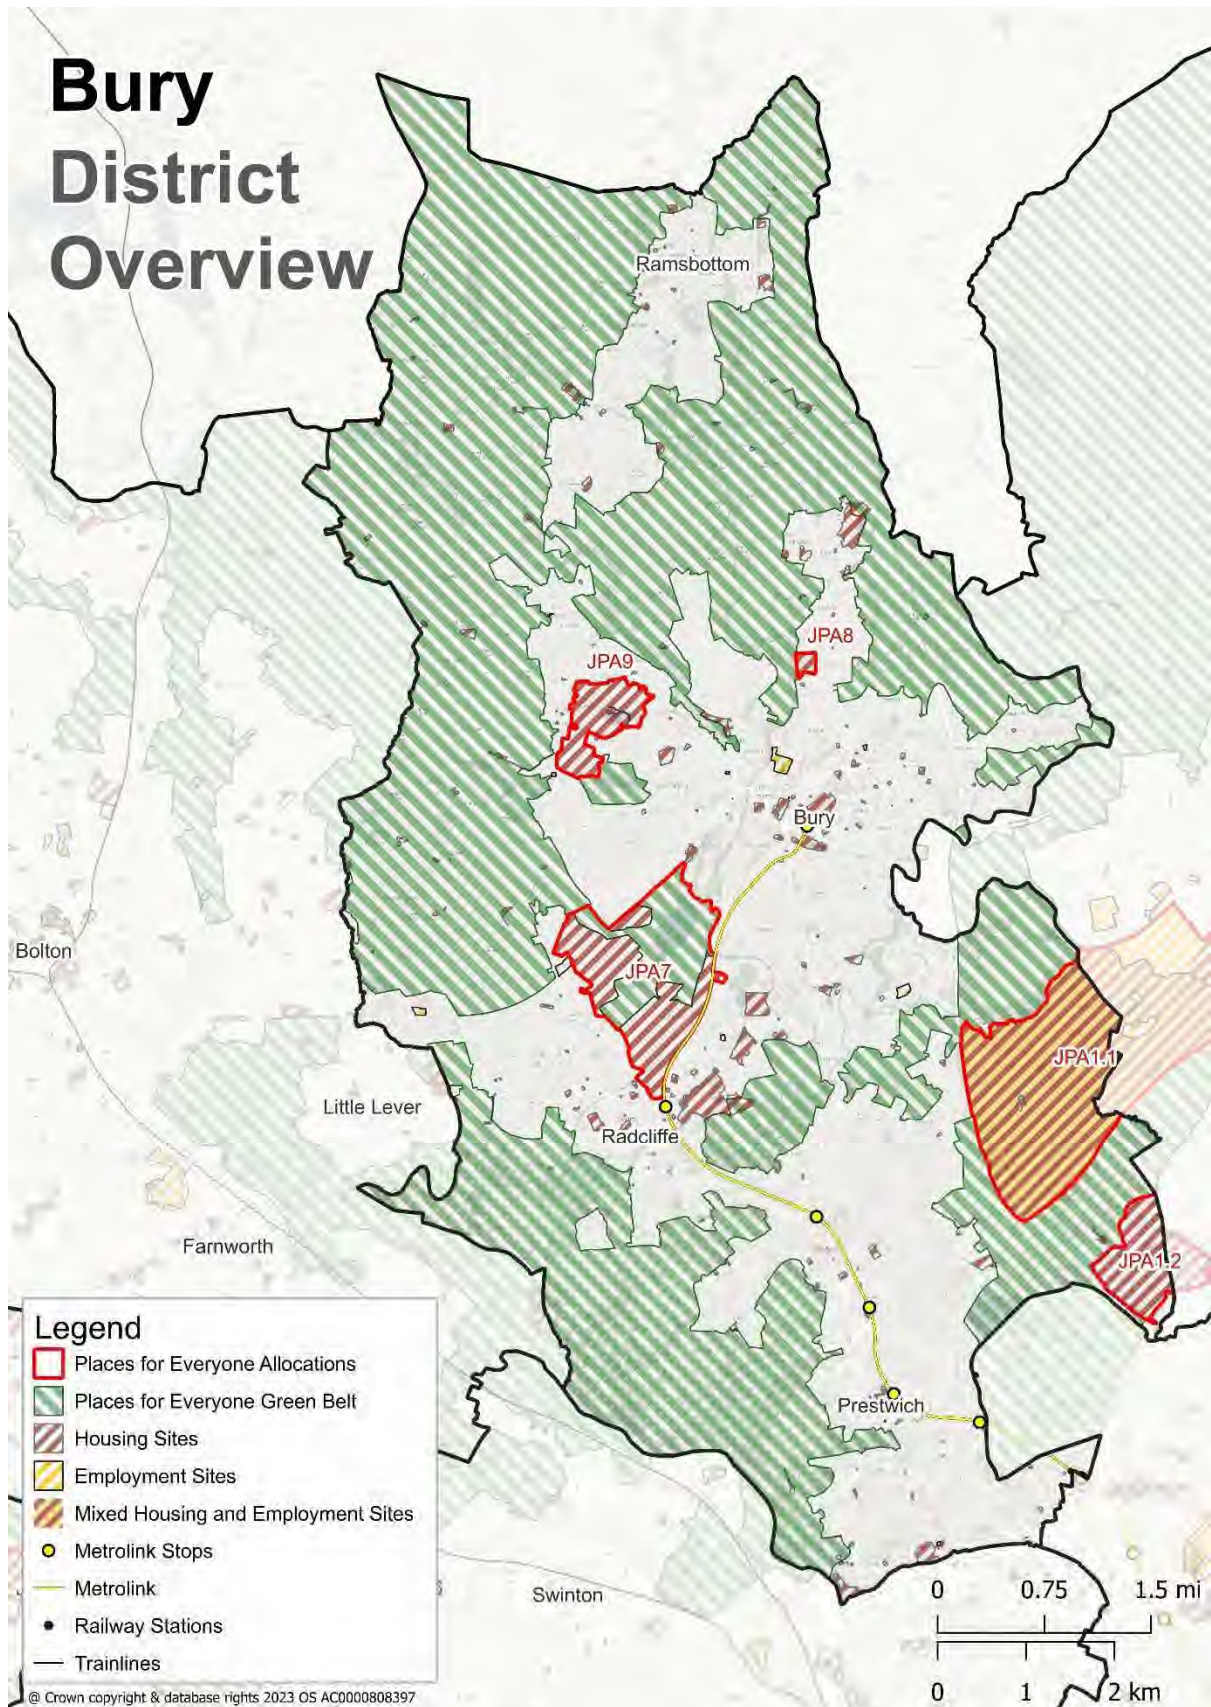 Bury
District
Overview
Ramsbottom
JPA8
JPA9
Bury
Bolton
JPA7
JPA1.1
Little Lever
Radcliffe
Farnworth
JPA1.2
Prestwich
Swinton
Legend
Places for Everyone Allocations
Places for Everyone Green Belt
Housing Sites
Employment Sites
Mixed Housing and Employment Sites
Metrolink Stops
Metrolink
Railway Stations
Trainlines
0 0.75 1.5 mi
0 1 2 km
@ Crown copyright & database rights 2023 OS AC0000808397